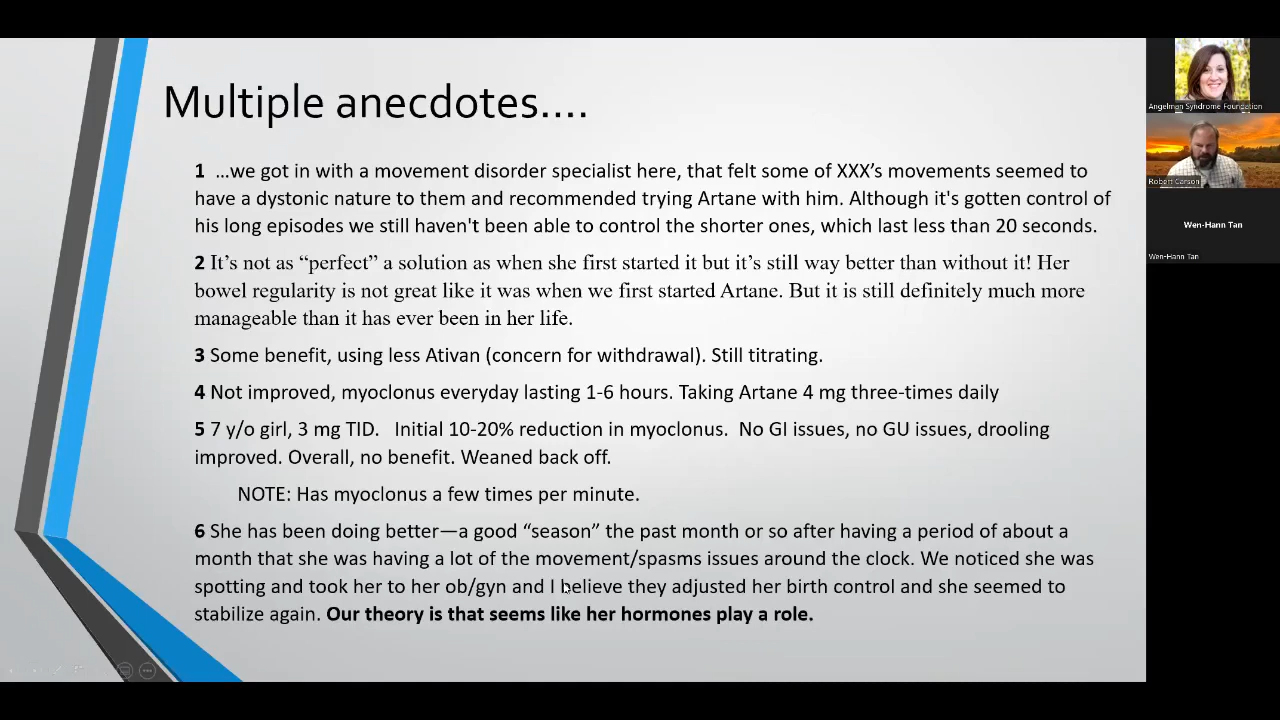 Multiple anecdotes....
1 ...we got in with a movement disorder specialist here, that felt some of XXX's movements seemed to
have a dystonic nature to them and recommended trying Artane with him. Although it's gotten control of
his long episodes we still haven't been able to control the shorter ones, which last less than 20 seconds.
2 It's not as “perfect” a solution as when she first started it but it's still way better than without it! Her
bowel regularity is not great like it was when we first started Artane. But it is still definitely much more
manageable than it has ever been in her life.
3 Some benefit, using less Ativan (concern for withdrawal). Still titrating.
4 Not improved, myoclonus everyday lasting 1-6 hours. Taking Artane 4 mg three-times daily
5 7 y/o girl, 3 mg TID. Initial 10-20% reduction in myoclonus. No GI issues, no GU issues, drooling
improved. Overall, no benefit. Weaned back off.
NOTE: Has myoclonus a few times per minute.
6 She has been doing better—a good “season” the past month or so after having a period of about a
month that she was having a lot of the movement/spasms issues around the clock. We noticed she was
spotting and took her to her ob/gyn and I believe they adjusted her birth control and she seemed to
stabilize again. Our theory is that seems like her hormones play a role.
Angelman Syndrome Foundation
Robert Carson
Wen-Hann Tan
Wen-Hann Tan